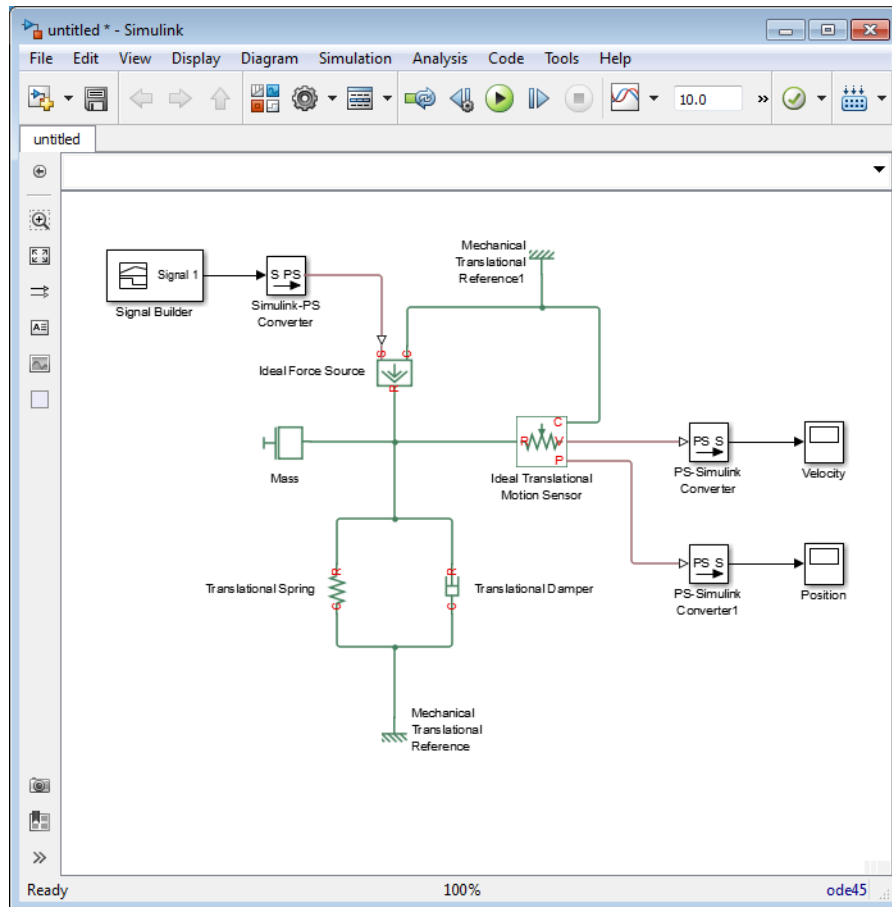 untitled * - Simulink
File Edit View Display Diagram Simulation Analysis Code Tools Help
10.0
»
untitled
Mechanical
Translational
Reference1
Signal 1
S PS
Signal Builder
Simulink-PS
Converter
S C
Ideal Force Source
R
C
R V
P
PS S
Mass
Ideal Translational
Motion Sensor
PS-Simulink
Converter
Velocity
R
R
PS S
Translational Spring
Translational Damper
C
C
PS-Simulink
Converter1
Position
Mechanical
Translational
Reference
Ready 100% ode45